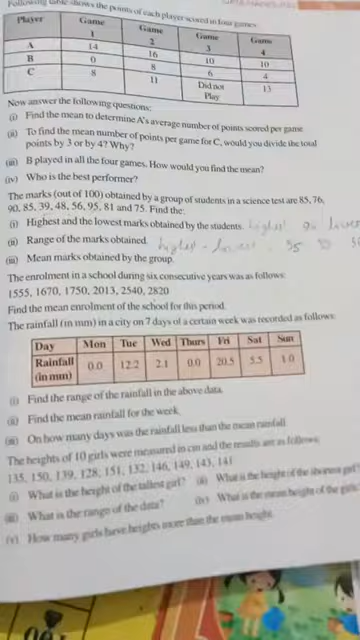 Following table shows the points of each player scored in four games:
Player Game 1 Game 2 Game 3 Game 4
A 14 16 10 10
B 0 8 6 4
C 8 11 Did not Play 13
Now answer the following questions:
(i) Find the mean to determine A's average number of points scored per game.
(ii) To find the mean number of points per game for C, would you divide the total
points by 3 or by 4? Why?
(iii) B played in all the four games. How would you find the mean?
(iv) Who is the best performer?
The marks (out of 100) obtained by a group of students in a science test are 85, 76,
90, 85, 39, 48, 56, 95, 81 and 75. Find the:
(i) Highest and the lowest marks obtained by the students. highest
(ii) Range of the marks obtained. highest - lowest 95
(iii) Mean marks obtained by the group.
The enrolment in a school during six consecutive years was as follows:
1555, 1670, 1750, 2013, 2540, 2820
Find the mean enrolment of the school for this period.
The rainfall (in mm) in a city on 7 days of a certain week was recorded as follows:
Day Mon Tue Wed Thurs Fri Sat Sun
Rainfall (in mm) 0.0 12.2 2.1 0.0 20.5 5.5 1.0
(i) Find the range of the rainfall in the above data.
(ii) Find the mean rainfall for the week.
(iii) On how many days was the rainfall less than the mean rainfall.
The heights of 10 girls were measured in cm and the results are as follows:
135, 150, 139, 128, 151, 132, 146, 149, 143, 141
(i) What is the height of the tallest girl? (ii) What is the height of the shortest girl?
(iii) What is the range of the data? (iv) What is the mean height of the girls
(v) How many girls have heights more than the mean height.